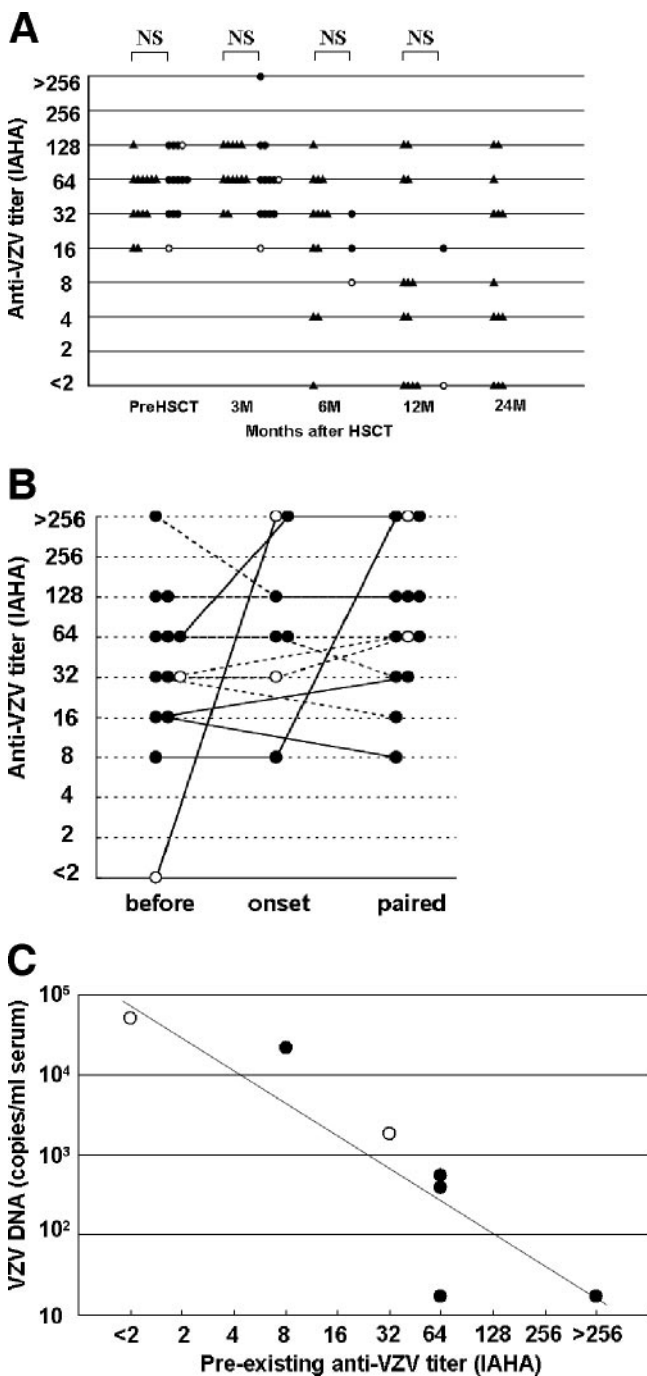 A
NS NS NS NS
Anti-VZV titer (IAHA)
>256
256
128
64
32
16
8
4
2
<2
PreHSCT 3M 6M 12M 24M
Months after HSCT
B
Anti-VZV titer (IAHA)
>256
256
128
64
32
16
8
4
2
<2
before onset paired
C
VZV DNA (copies/ml serum)
10⁵
10⁴
10³
10²
10
<2 2 4 8 16 32 64 128 256 >256
Pre-existing anti-VZV titer (IAHA)